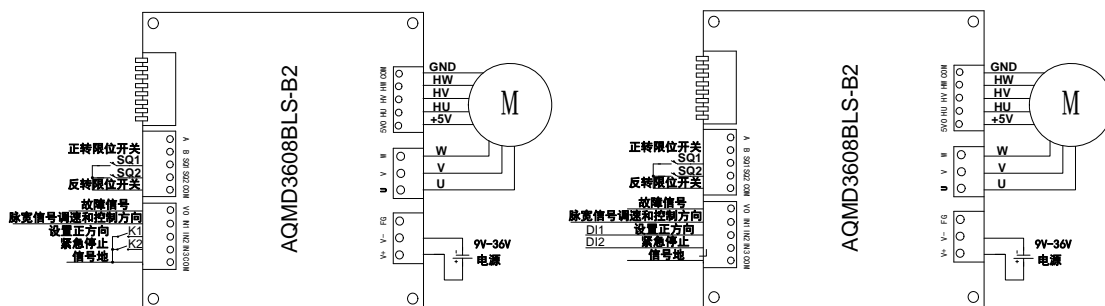 AQMD3608BLS-B2
GND
HW
HV
HU
+5V
COM
HW
HV
HU
5VO
M
W
V
U
W
V
U
正转限位开关
SQ1
SQ2
反转限位开关
A
B
SQ1
SQ2
COM
故障信号
脉宽信号调速和控制方向
设置正方向
K1
紧急停止
K2
信号地
VO
IN1
IN2
IN3
COM
FG
V-
V+
9V-36V
电源
AQMD3608BLS-B2
GND
HW
HV
HU
+5V
COM
HW
HV
HU
5VO
M
W
V
U
W
V
U
正转限位开关
SQ1
SQ2
反转限位开关
A
B
SQ1
SQ2
COM
故障信号
脉宽信号调速和控制方向
DI1
设置正方向
DI2
紧急停止
信号地
VO
IN1
IN2
IN3
COM
FG
V-
V+
9V-36V
电源